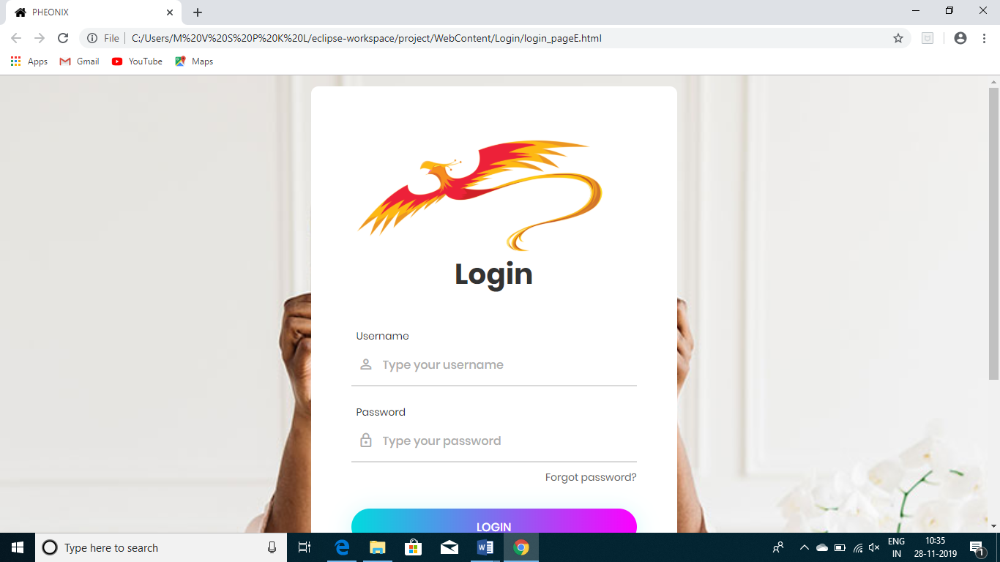 PHEONIX
File C:/Users/M%20V%20S%20P%20K%20L/eclipse-workspace/project/WebContent/Login/login_pageE.html
Apps Gmail YouTube Maps
Login
Username
Type your username
Password
Type your password
Forgot password?
LOGIN
Type here to search
ENG
IN
10:35
28-11-2019
1